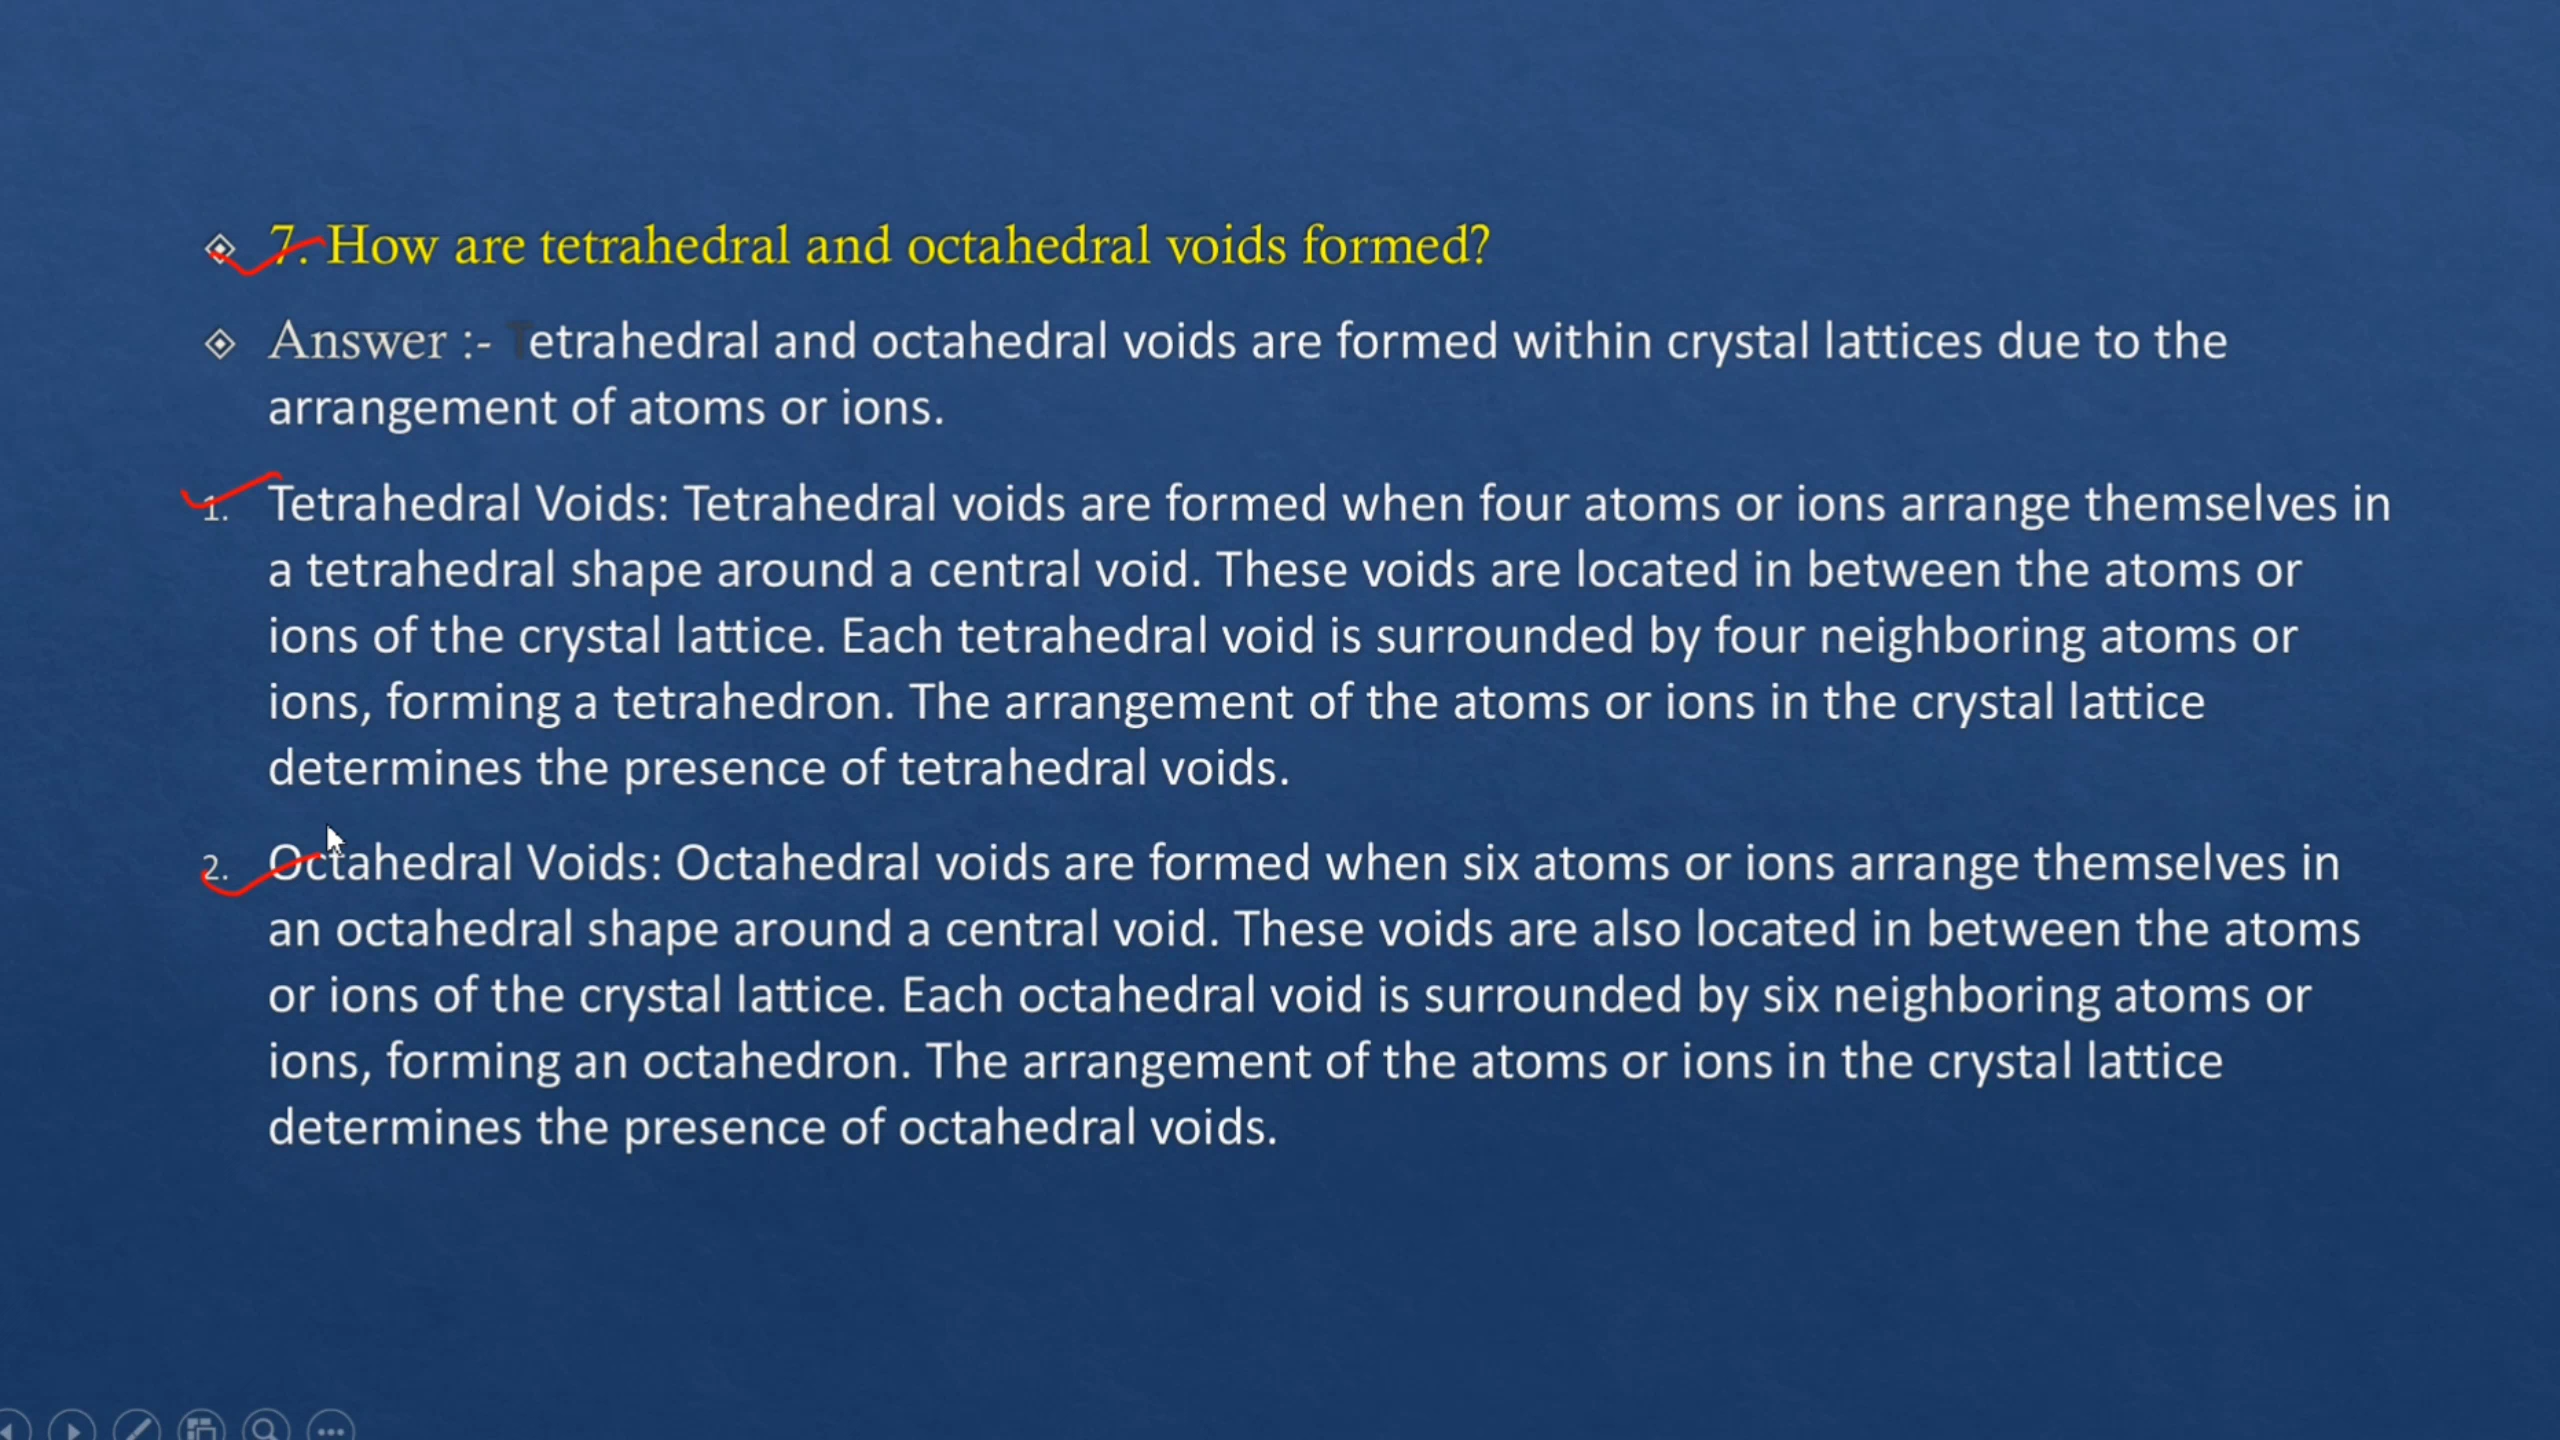 7. How are tetrahedral and octahedral voids formed?
Answer :- Tetrahedral and octahedral voids are formed within crystal lattices due to the
arrangement of atoms or ions.
1. Tetrahedral Voids: Tetrahedral voids are formed when four atoms or ions arrange themselves in
a tetrahedral shape around a central void. These voids are located in between the atoms or
ions of the crystal lattice. Each tetrahedral void is surrounded by four neighboring atoms or
ions, forming a tetrahedron. The arrangement of the atoms or ions in the crystal lattice
determines the presence of tetrahedral voids.
2. Octahedral Voids: Octahedral voids are formed when six atoms or ions arrange themselves in
an octahedral shape around a central void. These voids are also located in between the atoms
or ions of the crystal lattice. Each octahedral void is surrounded by six neighboring atoms or
ions, forming an octahedron. The arrangement of the atoms or ions in the crystal lattice
determines the presence of octahedral voids.